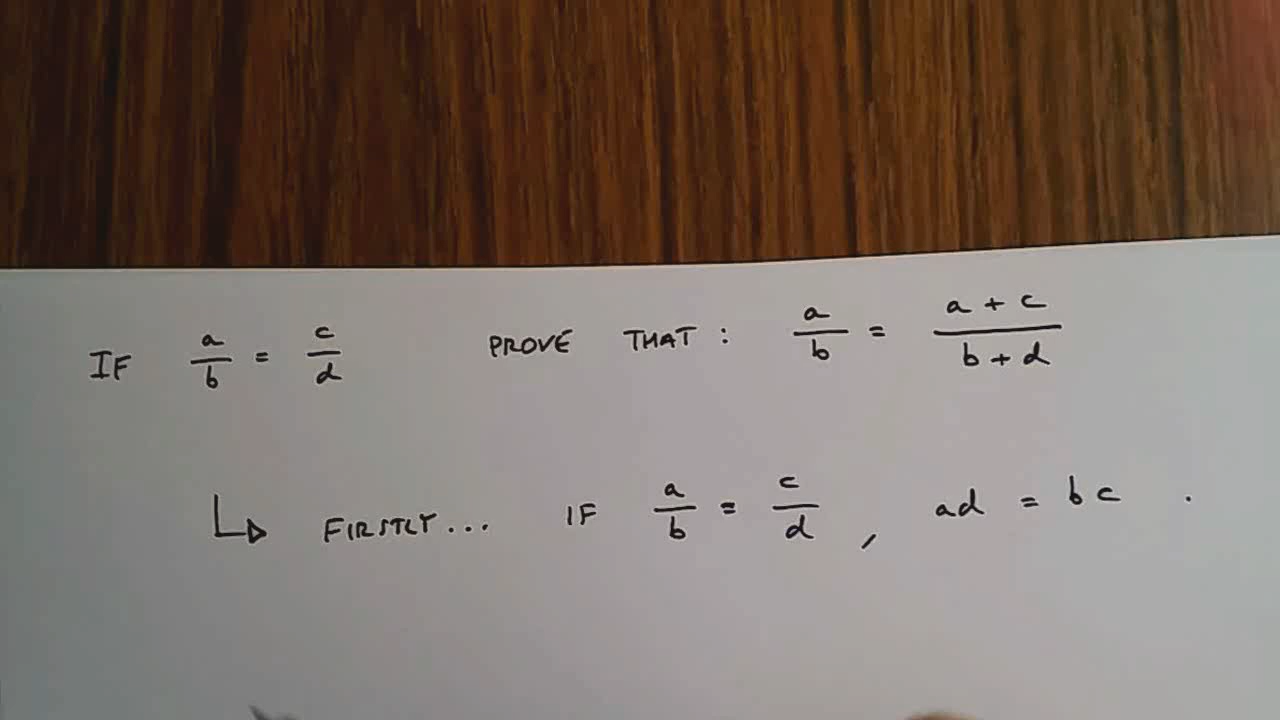 IF a/b = c/d PROVE THAT: a/b = a + c/b + d
FIRSTLY... IF a/b = c/d, ad = bc.